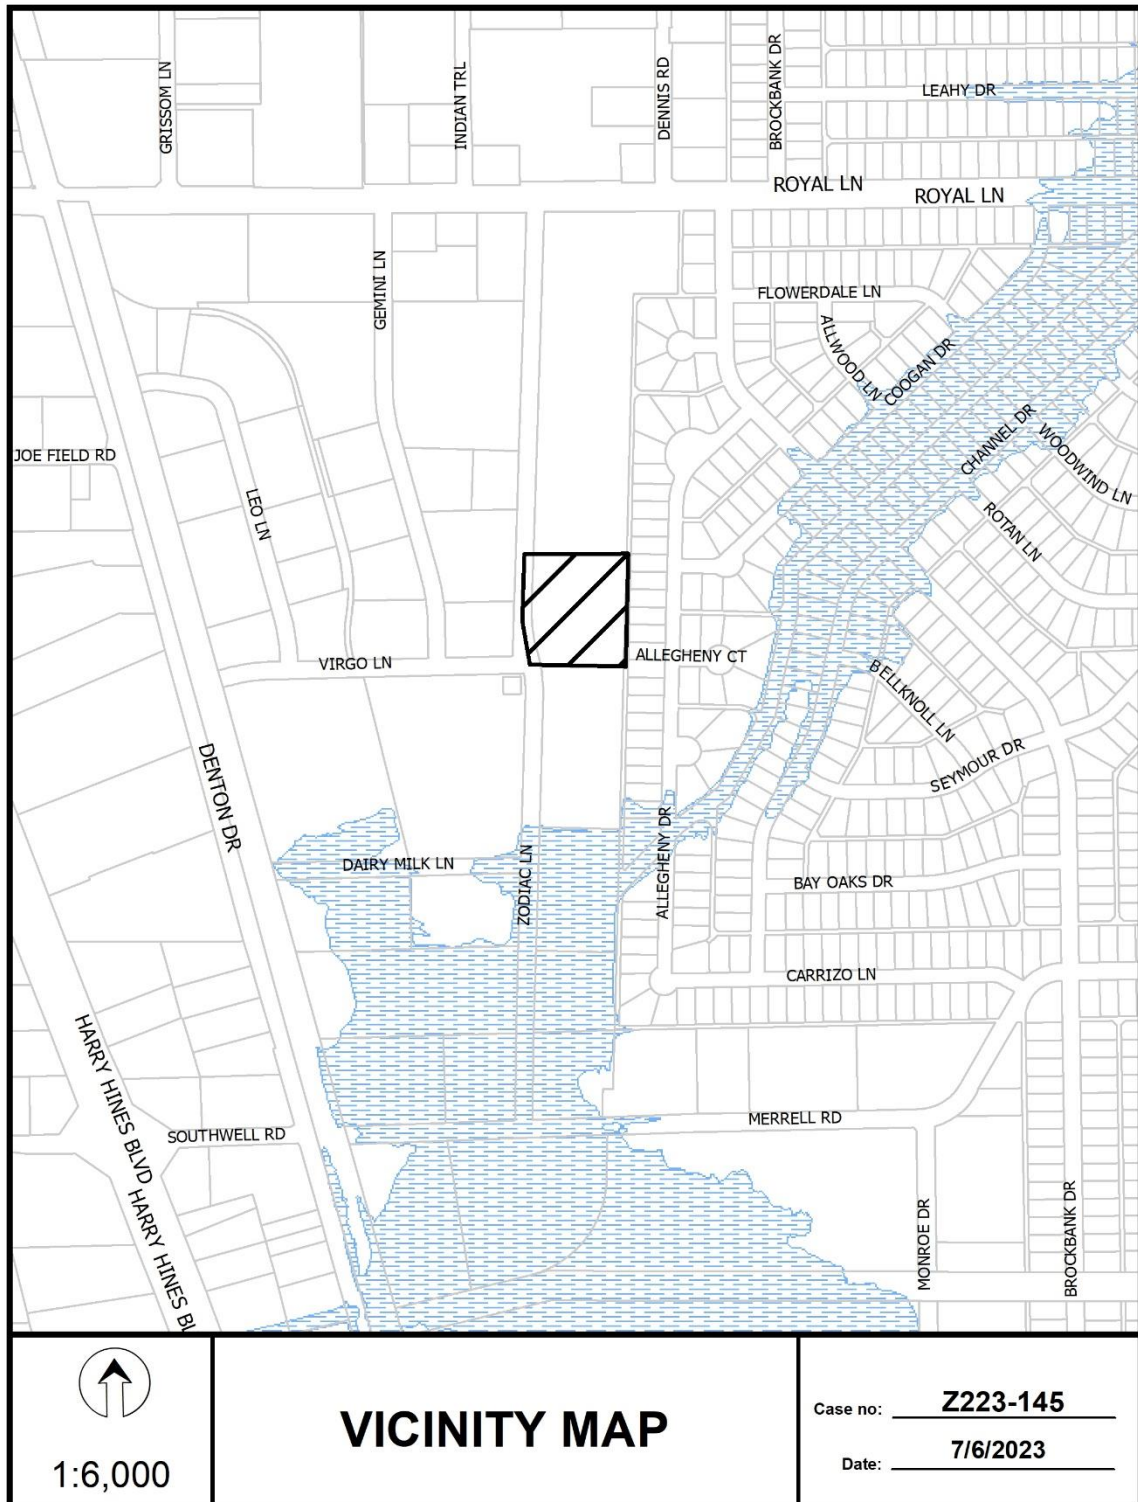 GRISSOM LN
INDIAN TRL
DENNIS RD
BROCKBANK DR
LEAHY DR
ROYAL LN
ROYAL LN
GEMINI LN
FLOWERDALE LN
ALLWOOD LN
COOGAN DR
CHANNEL DR
WOODWIND LN
JOE FIELD RD
LEO LN
ROTAN LN
VIRGO LN
ALLEGHENY CT
BELLKNOLL LN
SEYMOUR DR
DENTON DR
DAIRY MILK LN
ZODIAC LN
ALLEGHENY DR
BAY OAKS DR
CARRIZO LN
HARRY HINES BLVD
HARRY HINES BL
SOUTHWELL RD
MERRELL RD
MONROE DR
BROCKBANK DR
1:6,000
VICINITY MAP
Case no: Z223-145
Date: 7/6/2023